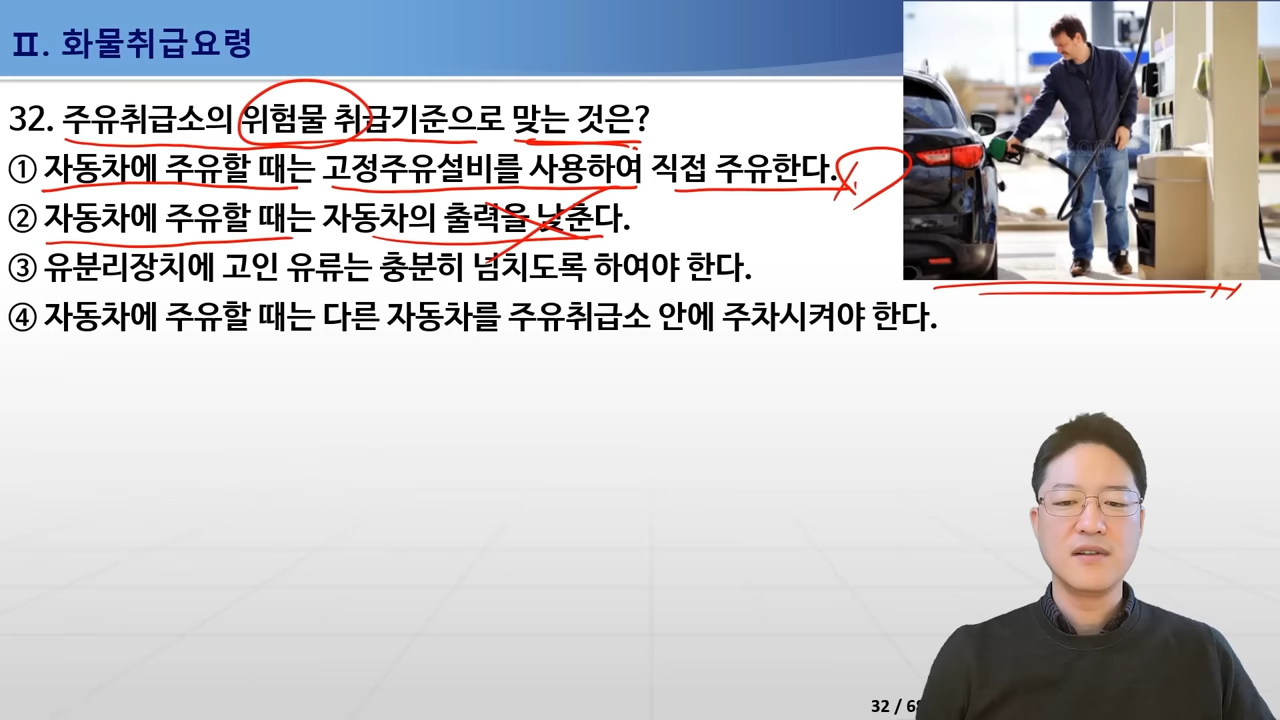 Ⅱ. 화물취급요령
32. 주유취급소의 위험물 취급기준으로 맞는 것은?
① 자동차에 주유할 때는 고정주유설비를 사용하여 직접 주유한다.
② 자동차에 주유할 때는 자동차의 출력을 낮춘다.
③ 유분리장치에 고인 유류는 충분히 넘치도록 하여야 한다.
④ 자동차에 주유할 때는 다른 자동차를 주유취급소 안에 주차시켜야 한다.
32 / 68